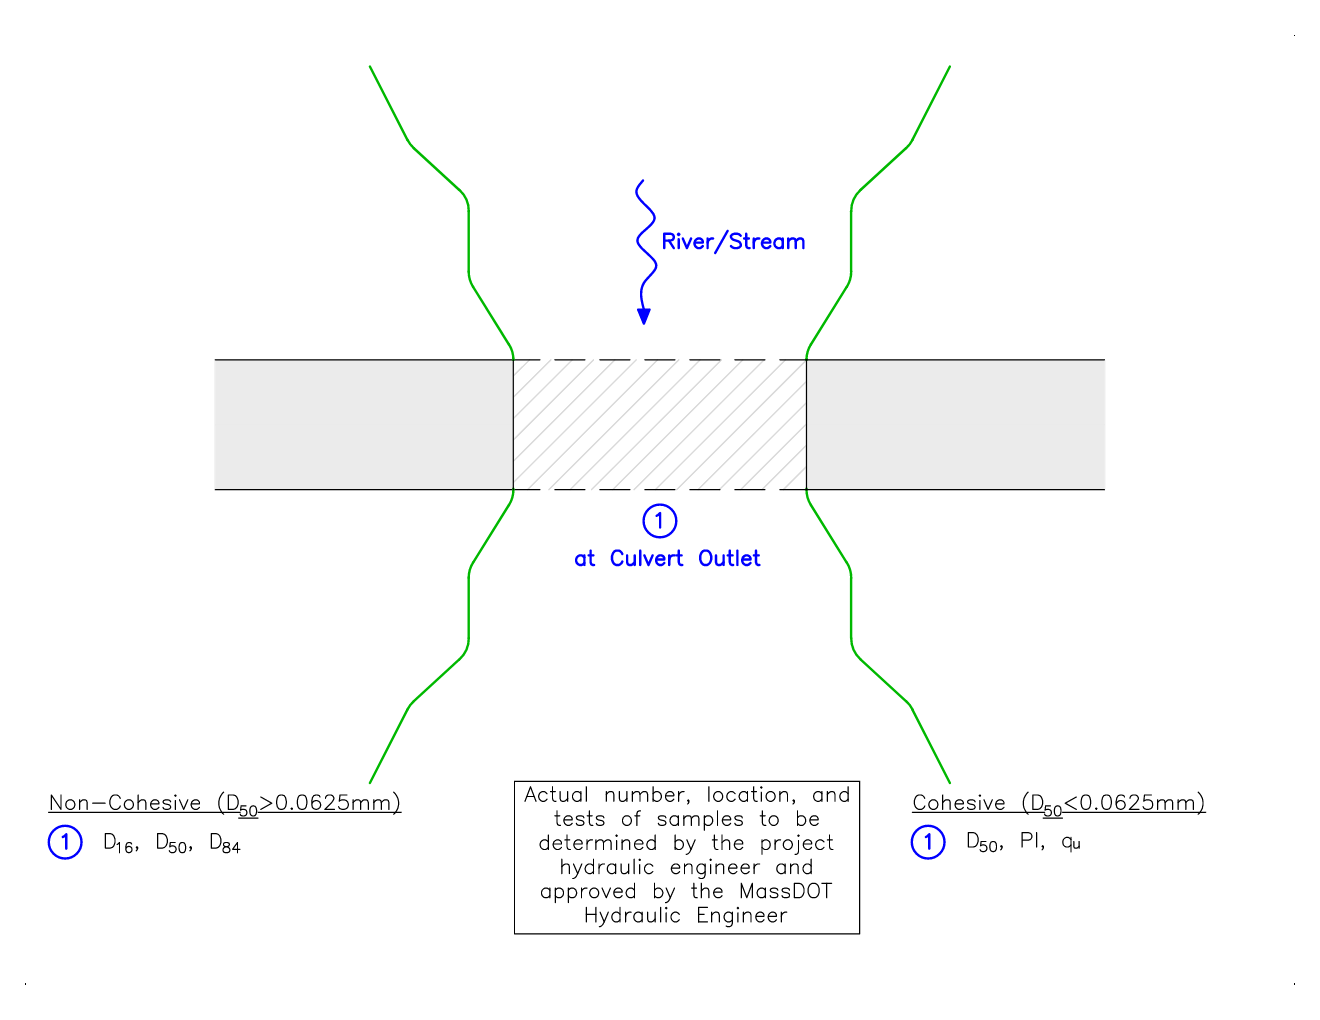 River/Stream
1
at Culvert Outlet
Non-Cohesive (D50>0.0625mm)
1 D16, D50, D84
Actual number, location, and
tests of samples to be
determined by the project
hydraulic engineer and
approved by the MassDOT
Hydraulic Engineer
Cohesive (D50<0.0625mm)
1 D50, PI, qu